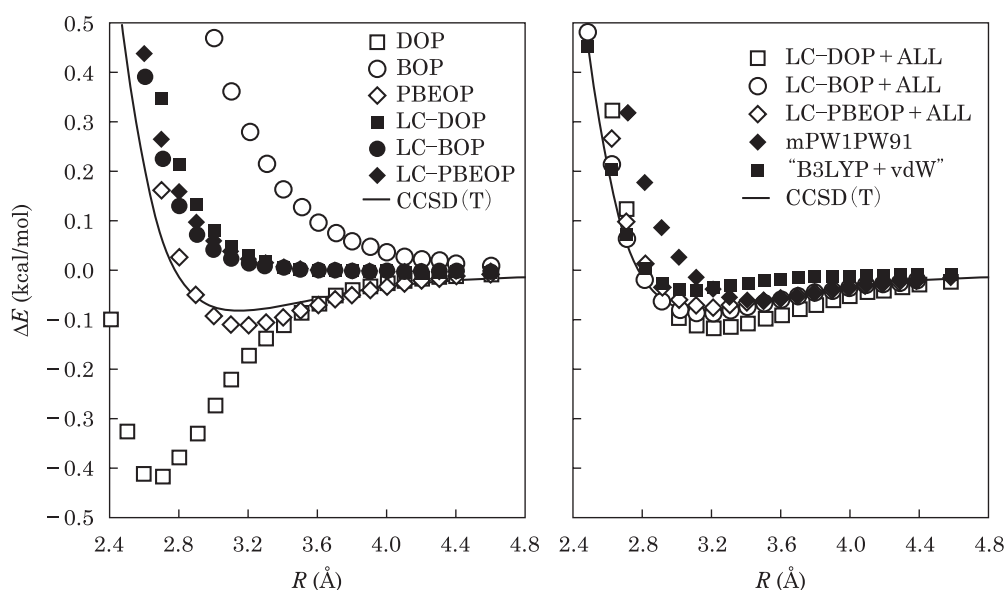 0.5
0.4
0.3
0.2
0.1
0.0
−0.1
−0.2
−0.3
−0.4
−0.5
ΔE (kcal/mol)
2.4 2.8 3.2 3.6 4.0 4.4 4.8
R (Å)
DOP
BOP
PBEOP
LC−DOP
LC−BOP
LC−PBEOP
CCSD(T)
2.4 2.8 3.2 3.6 4.0 4.4 4.8
R (Å)
LC−DOP+ALL
LC−BOP+ALL
LC−PBEOP+ALL
mPW1PW91
“B3LYP+vdW”
CCSD(T)